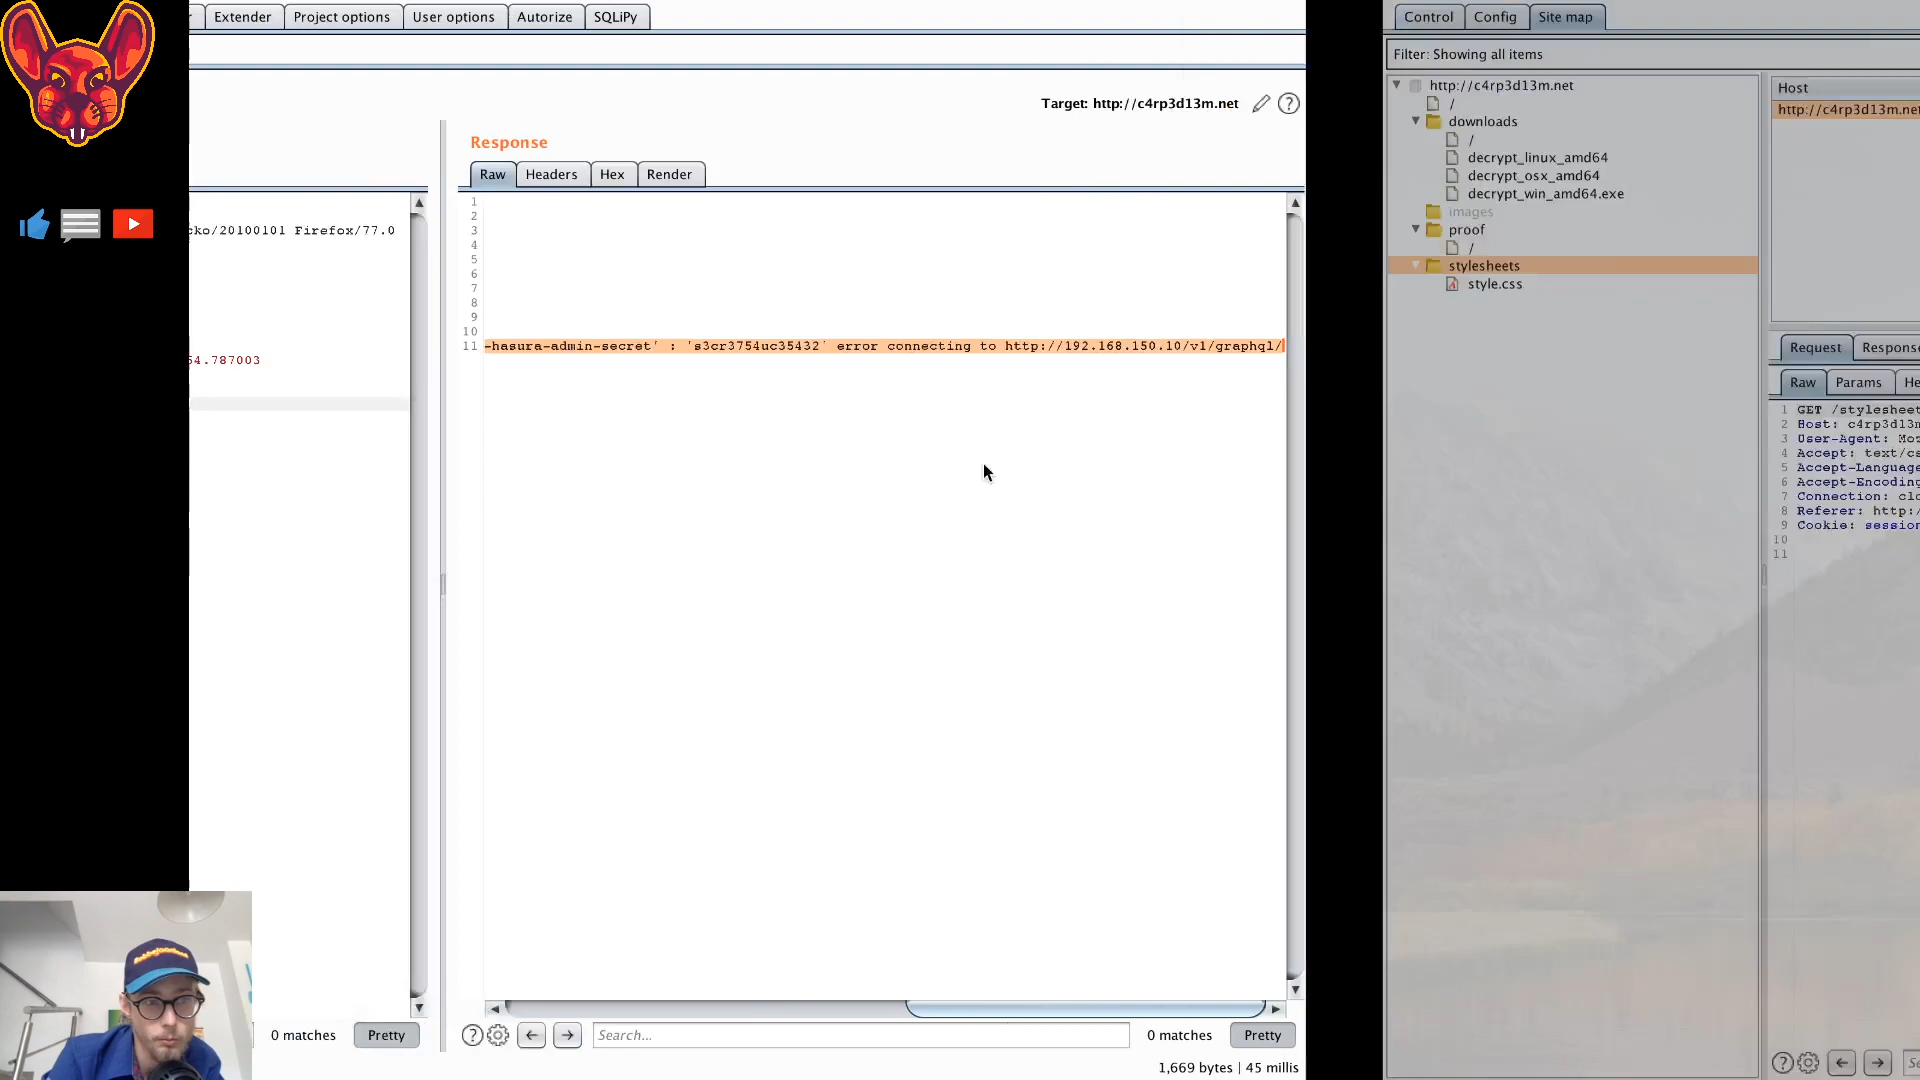 Extender Project options User options Autorize SQLiPy
Target: http://c4rp3d13m.net
Response
Raw Headers Hex Render
cko/20100101 Firefox/77.0
54.787003
1
2
3
4
5
6
7
8
9
10
11 -hasura-admin-secret' : 's3cr3754uc35432' error connecting to http://192.168.150.10/v1/graphql/
0 matches Pretty
Search... 0 matches Pretty
1,669 bytes | 45 millis
Control Config Site map
Filter: Showing all items
http://c4rp3d13m.net
/
downloads
/
decrypt_linux_amd64
decrypt_osx_amd64
decrypt_win_amd64.exe
images
proof
/
stylesheets
style.css
Host
http://c4rp3d13m.net
Request Response
Raw Params He
1 GET /stylesheet
2 Host: c4rp3d13m
3 User-Agent: Moz
4 Accept: text/cs
5 Accept-Language
6 Accept-Encoding
7 Connection: clo
8 Referer: http:/
9 Cookie: session
10
11